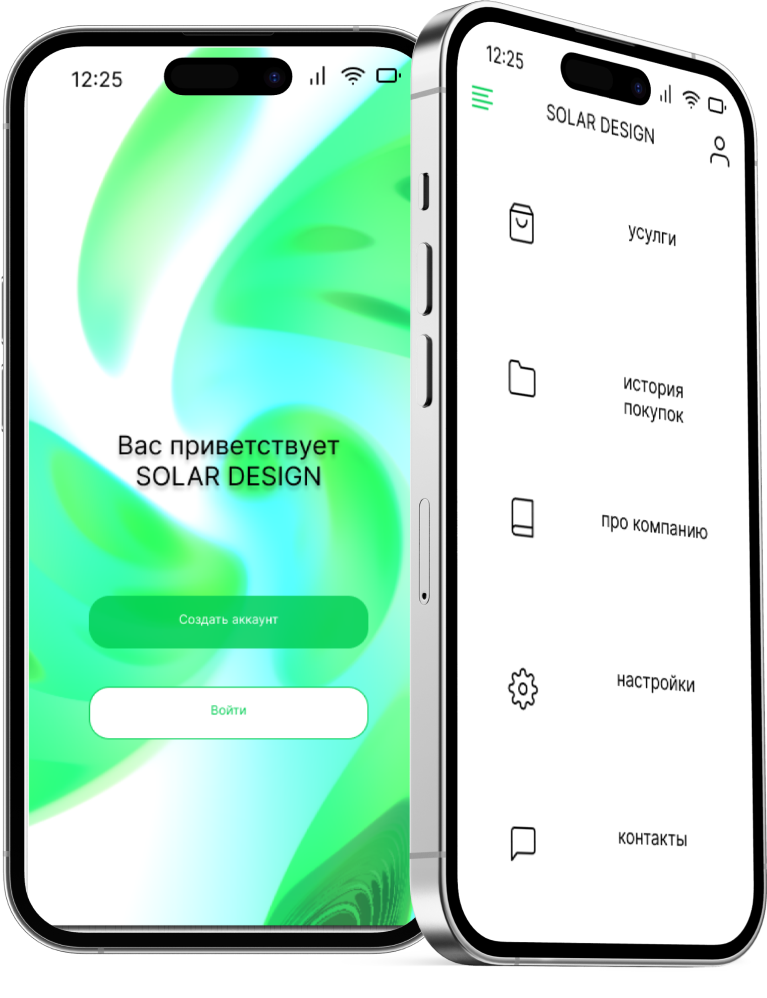 12:25
Вас приветствует
SOLAR DESIGN
Создать аккаунт
Войти
12:25
SOLAR DESIGN
усулги
история
покупок
про компанию
настройки
контакты